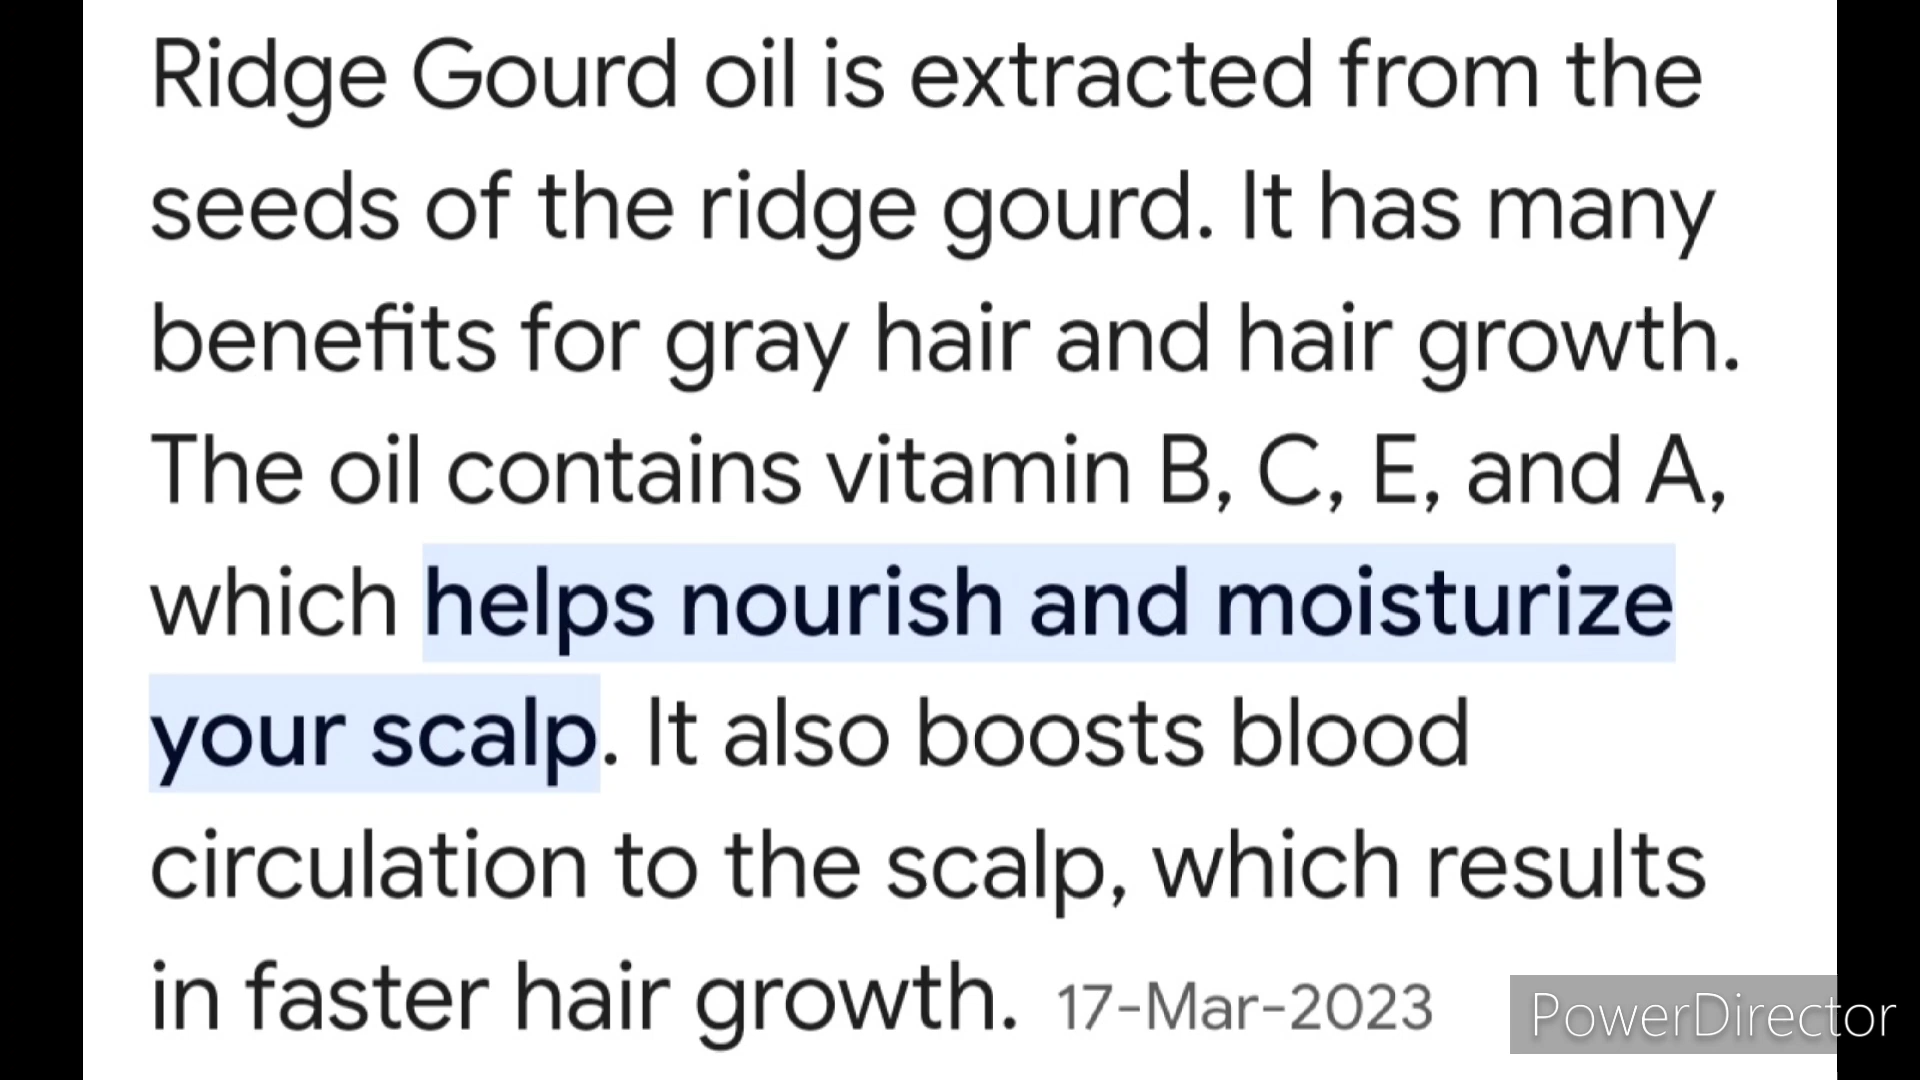 Ridge Gourd oil is extracted from the
seeds of the ridge gourd. It has many
benefits for gray hair and hair growth.
The oil contains vitamin B, C, E, and A,
which helps nourish and moisturize
your scalp. It also boosts blood
circulation to the scalp, which results
in faster hair growth. 17-Mar-2023
PowerDirector